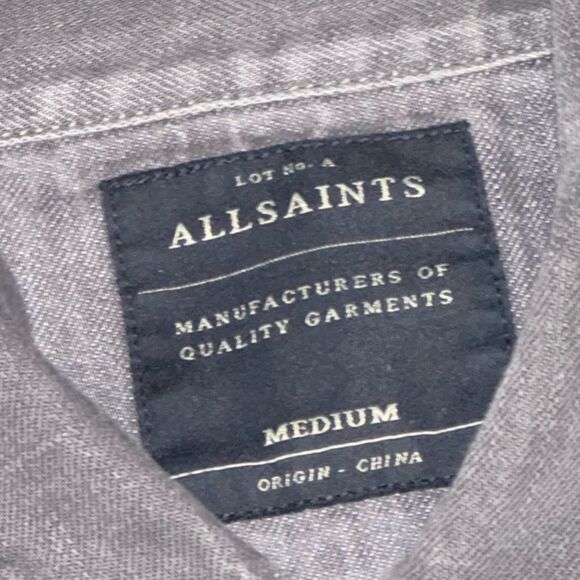 LOT No. A
ALLSAINTS
MANUFACTURERS OF
QUALITY GARMENTS
MEDIUM
ORIGIN - CHINA